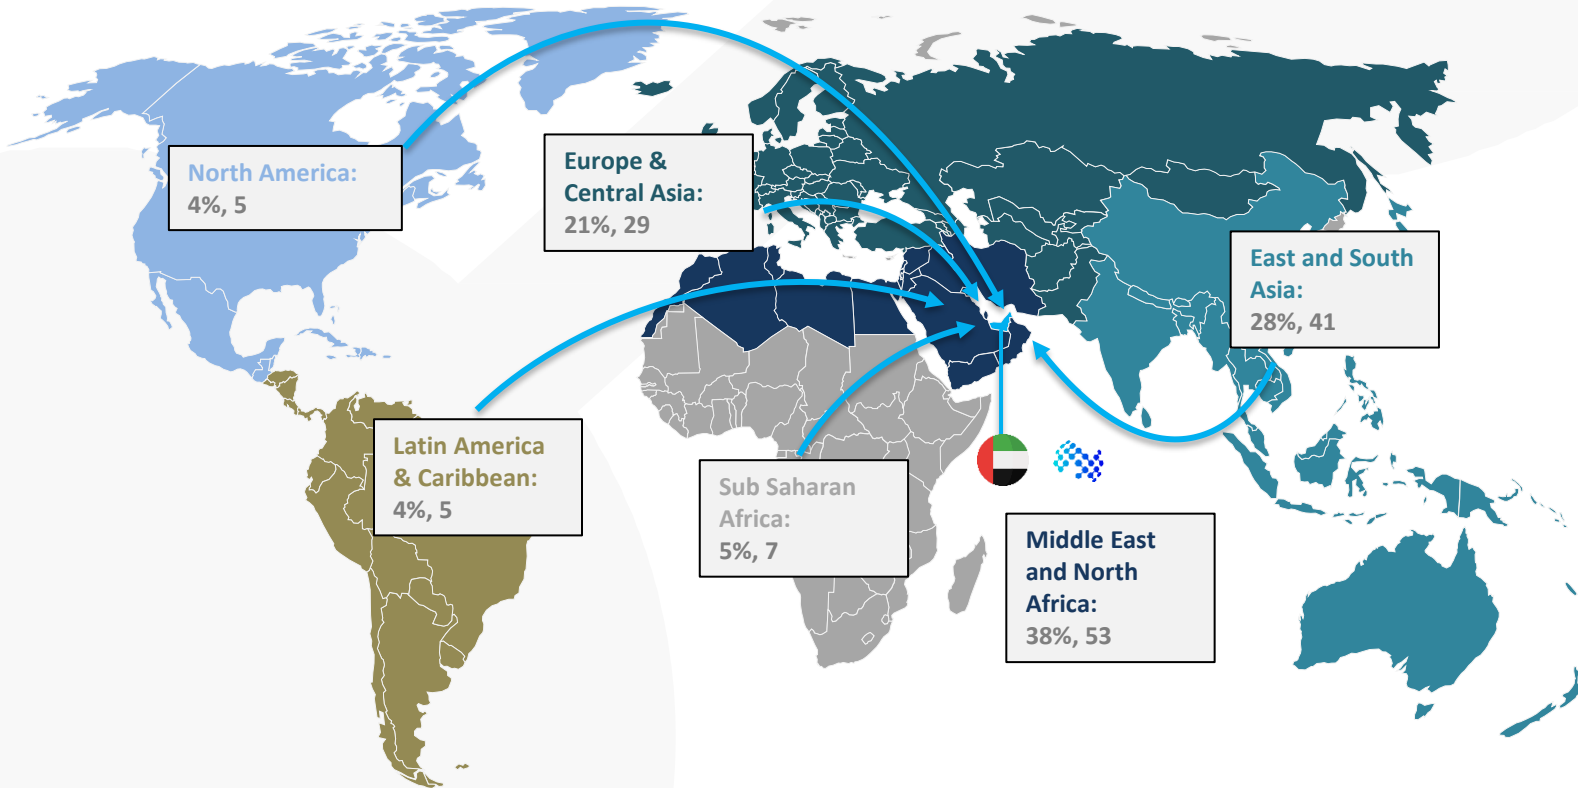 North America:
4%, 5
Europe &
Central Asia:
21%, 29
East and South
Asia:
28%, 41
Latin America
& Caribbean:
4%, 5
Sub Saharan
Africa:
5%, 7
Middle East
and North
Africa:
38%, 53